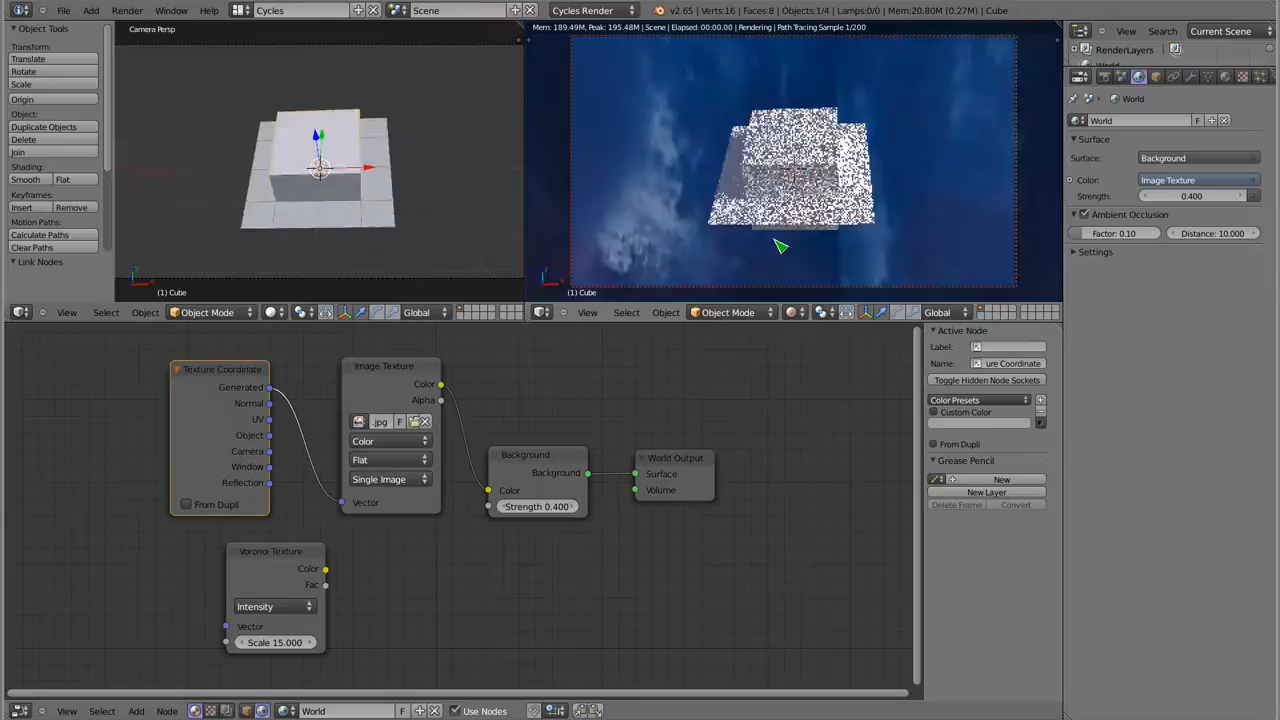 File Add Render Window Help Cycles Scene Cycles Render v2.65 | Verts:16 | Faces:8 | Objects:1/4 | Lamps:0/0 | Mem:20.80M (0.27M) | Cube
Object Tools
Transform:
Translate
Rotate
Scale
Origin
Object:
Duplicate Objects
Delete
Join
Shading:
Smooth Flat
Keyframes:
Insert Remove
Motion Paths:
Calculate Paths
Clear Paths
Link Nodes
Camera Persp
(1) Cube
View Select Object Object Mode Global
Mem: 189.49M, Peak: 195.48M | Scene | Elapsed: 00:00.00 | Rendering | Path Tracing Sample 1/200
(1) Cube
View Select Object Object Mode Global
View Search Current Scene
RenderLayers
World
World
World F
Surface
Surface: Background
Color: Image Texture
Strength: 0.400
Ambient Occlusion
Factor: 0.10 Distance: 10.000
Settings
Texture Coordinate
Generated
Normal
UV
Object
Camera
Window
Reflection
From Dupli
Image Texture
Color
Alpha
.jpg F
Color
Flat
Single Image
Vector
Background
Background
Color
Strength 0.400
World Output
Surface
Volume
Voronoi Texture
Color
Fac
Intensity
Vector
Scale 15.000
Active Node
Label:
Name: ure Coordinate
Toggle Hidden Node Sockets
Color Presets
Custom Color
From Dupli
Grease Pencil
New
New Layer
Delete Frame Convert
View Select Add Node World F Use Nodes